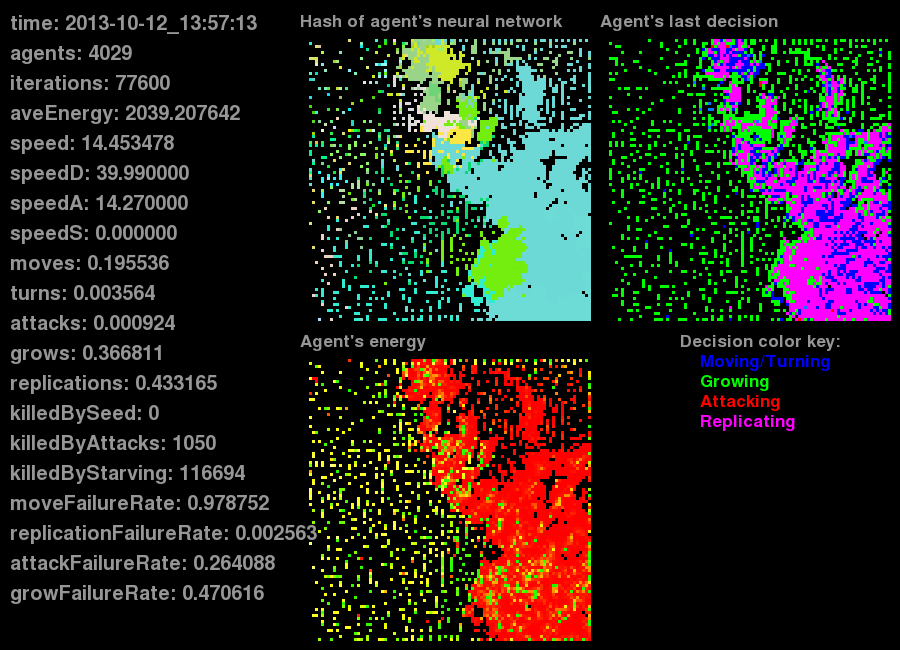 time: 2013-10-12_13:57:13
agents: 4029
iterations: 77600
aveEnergy: 2039.207642
speed: 14.453478
speedD: 39.990000
speedA: 14.270000
speedS: 0.000000
moves: 0.195536
turns: 0.003564
attacks: 0.000924
grows: 0.366811
replications: 0.433165
killedBySeed: 0
killedByAttacks: 1050
killedByStarving: 116694
moveFailureRate: 0.978752
replicationFailureRate: 0.002563
attackFailureRate: 0.264088
growFailureRate: 0.470616
Hash of agent's neural network
Agent's last decision
Agent's energy
Decision color key:
Moving/Turning
Growing
Attacking
Replicating